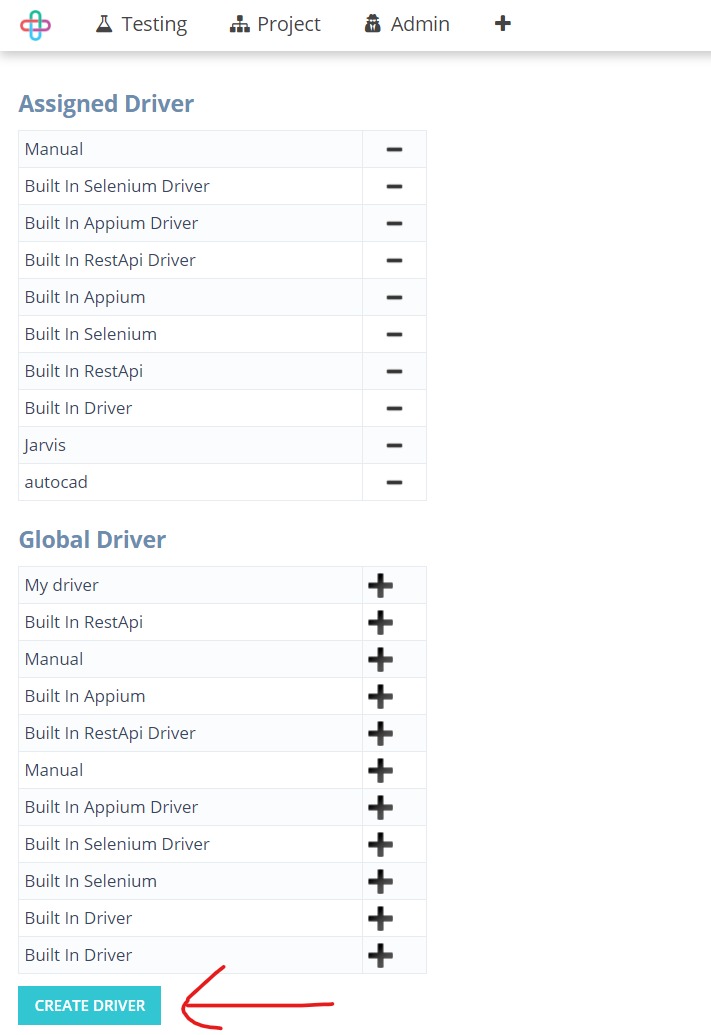 Testing Project Admin
Assigned Driver
Manual
Built In Selenium Driver
Built In Appium Driver
Built In RestApi Driver
Built In Appium
Built In Selenium
Built In RestApi
Built In Driver
Jarvis
autocad
Global Driver
My driver
Built In RestApi
Manual
Built In Appium
Built In RestApi Driver
Manual
Built In Appium Driver
Built In Selenium Driver
Built In Selenium
Built In Driver
Built In Driver
CREATE DRIVER